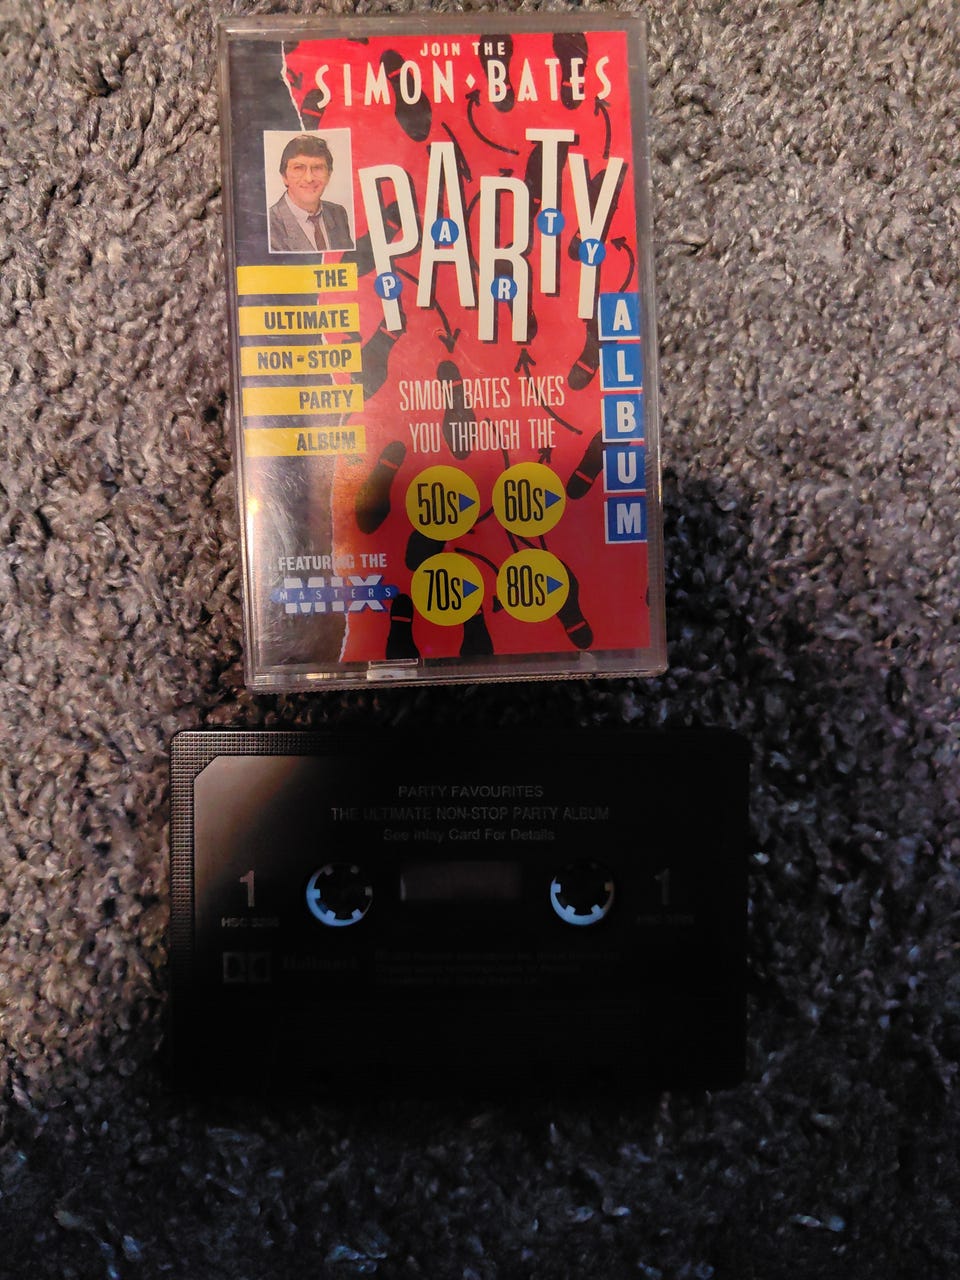 JOIN THE
SIMON◆BATES
PARTY
PARTY
ALBUM
THE
ULTIMATE
NON-STOP
PARTY
ALBUM
SIMON BATES TAKES
YOU THROUGH THE
50s 60s
70s 80s
FEATURING THE
MIX
MASTERS
PARTY FAVOURITES
THE ULTIMATE NON-STOP PARTY ALBUM
See Inlay Card For Details
1 1
HSC
Hallmark